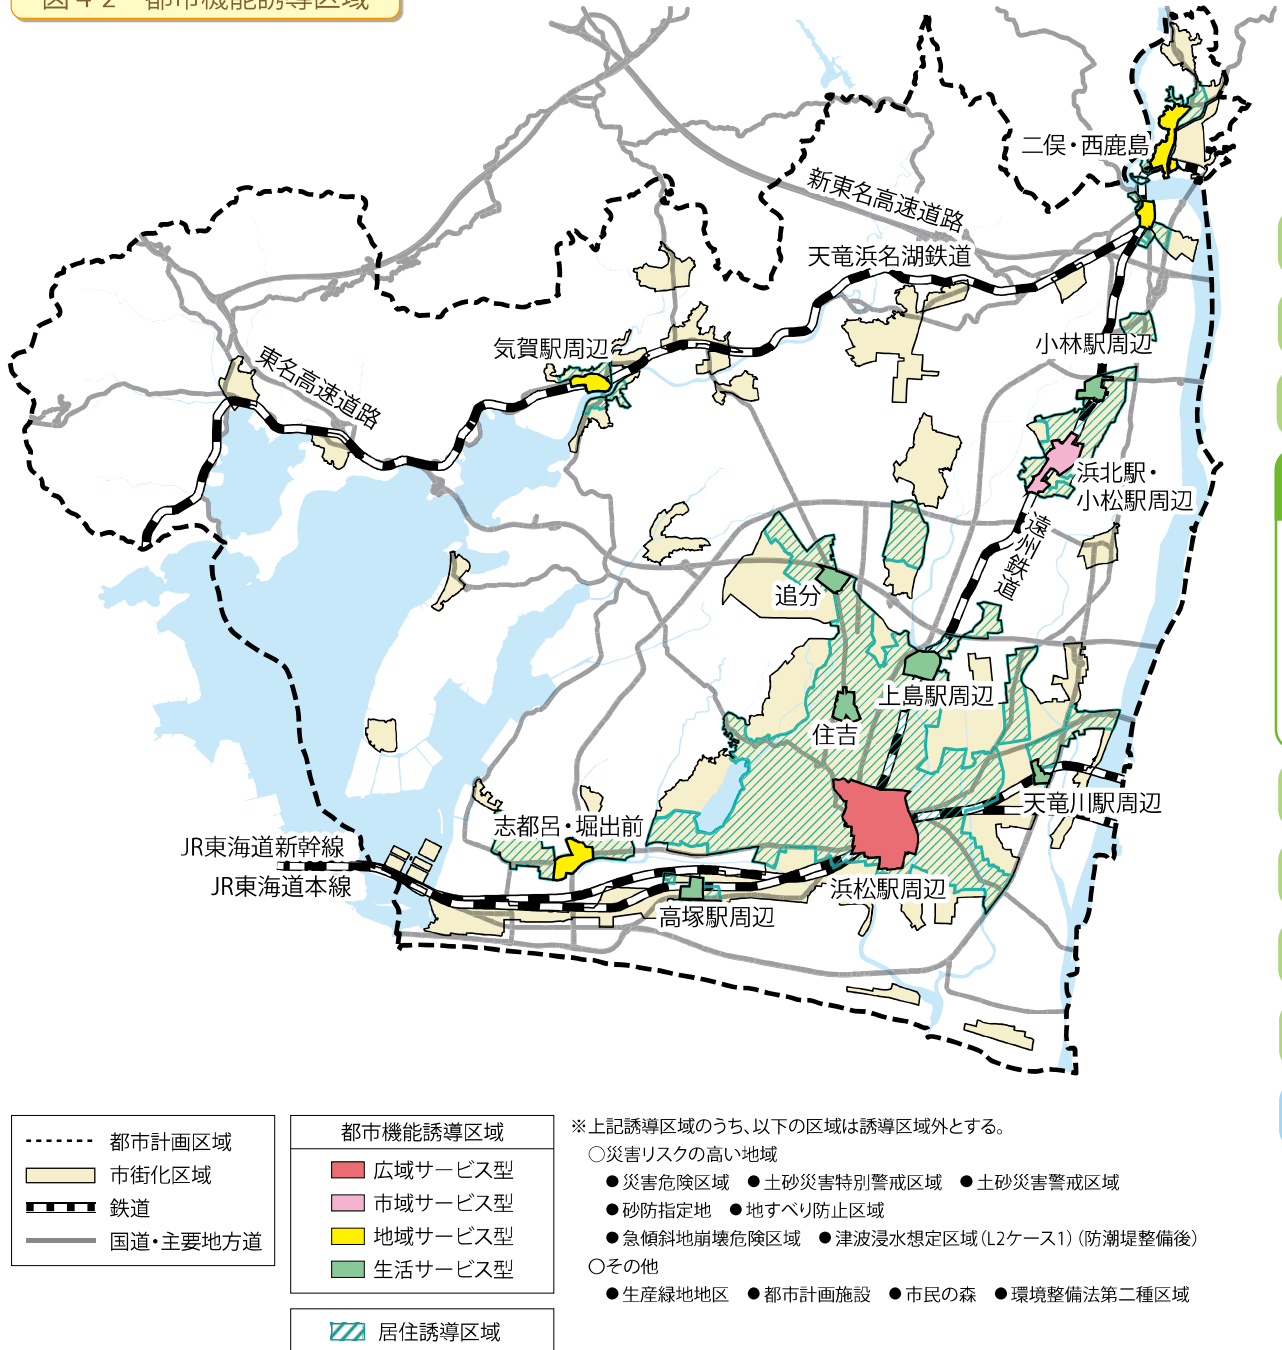 図4-2 都市機能誘導区域
二俣・西鹿島
新東名高速道路
天竜浜名湖鉄道
小林駅周辺
気賀駅周辺
東名高速道路
浜北駅・
小松駅周辺
遠州鉄道
追分
上島駅周辺
住吉
天竜川駅周辺
志都呂・堀出前
JR東海道新幹線
JR東海道本線
浜松駅周辺
高塚駅周辺
都市計画区域
市街化区域
鉄道
国道・主要地方道
都市機能誘導区域
広域サービス型
市域サービス型
地域サービス型
生活サービス型
居住誘導区域
※上記誘導区域のうち、以下の区域は誘導区域外とする。
○災害リスクの高い地域
●災害危険区域 ●土砂災害特別警戒区域 ●土砂災害警戒区域
●砂防指定地 ●地すべり防止区域
●急傾斜地崩壊危険区域 ●津波浸水想定区域(L2ケース1)(防潮堤整備後)
○その他
●生産緑地地区 ●都市計画施設 ●市民の森 ●環境整備法第二種区域